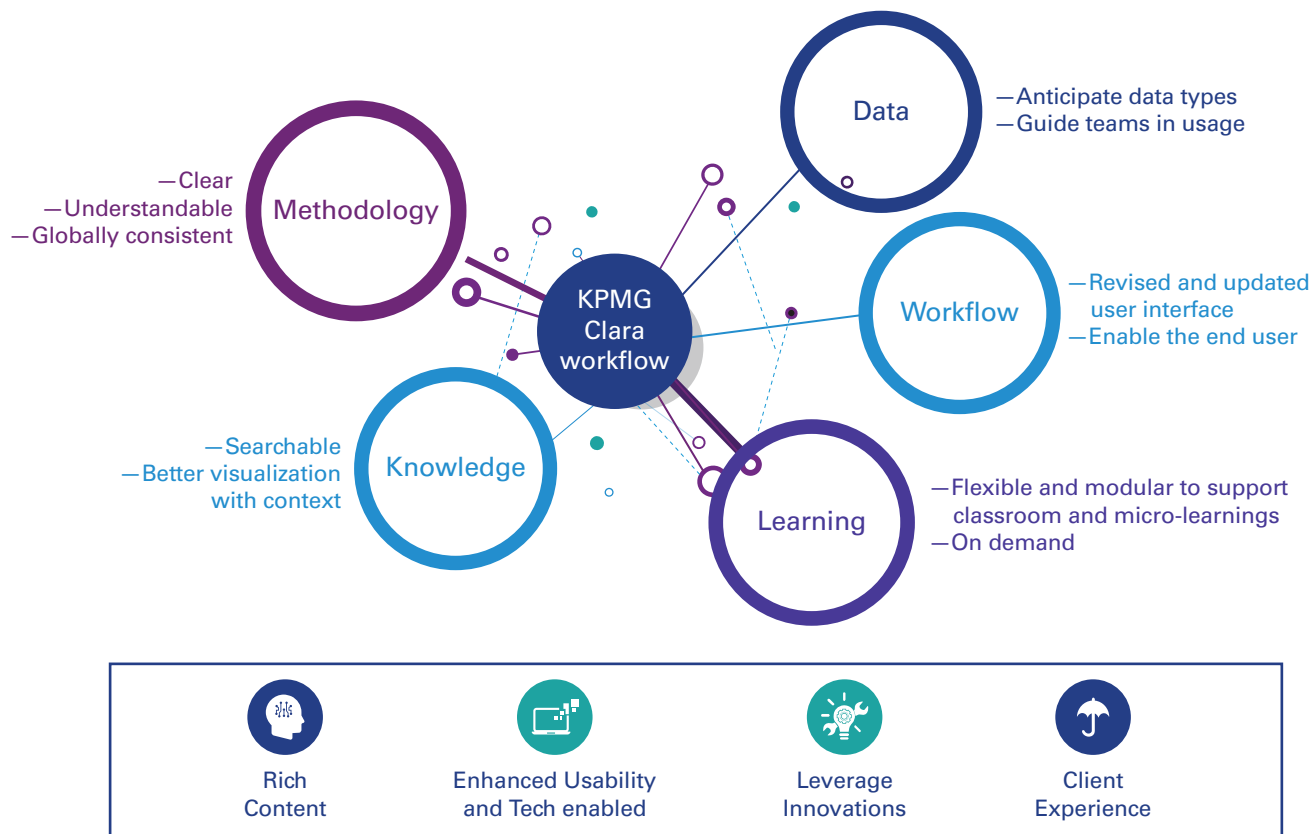 Data
—Anticipate data types
—Guide teams in usage
Methodology
—Clear
—Understandable
—Globally consistent
KPMG
Clara
workflow
Workflow
—Revised and updated
user interface
—Enable the end user
Knowledge
—Searchable
—Better visualization
with context
Learning
—Flexible and modular to support
classroom and micro-learnings
—On demand
Rich
Content
Enhanced Usability
and Tech enabled
Leverage
Innovations
Client
Experience